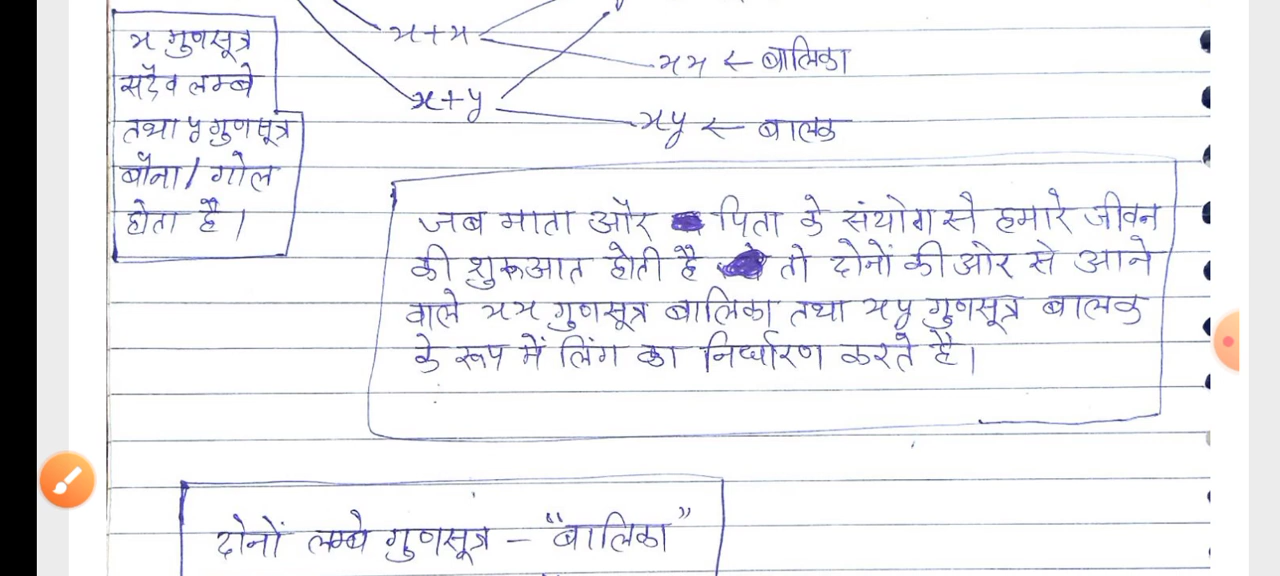 x गुणसूत्र
सदैव लम्बे
तथा y गुणसूत्र
बौना/गोल
होता है।
x+x
xx ← बालिका
x+y
xy ← बालक
जब माता और पिता के संयोग से हमारे जीवन
की शुरूआत होती है तो दोनों की ओर से आने
वाले xx गुणसूत्र बालिका तथा xy गुणसूत्र बालक
के रूप में लिंग का निर्धारण करते है।
दोनों लम्बे गुणसूत्र - "बालिका"